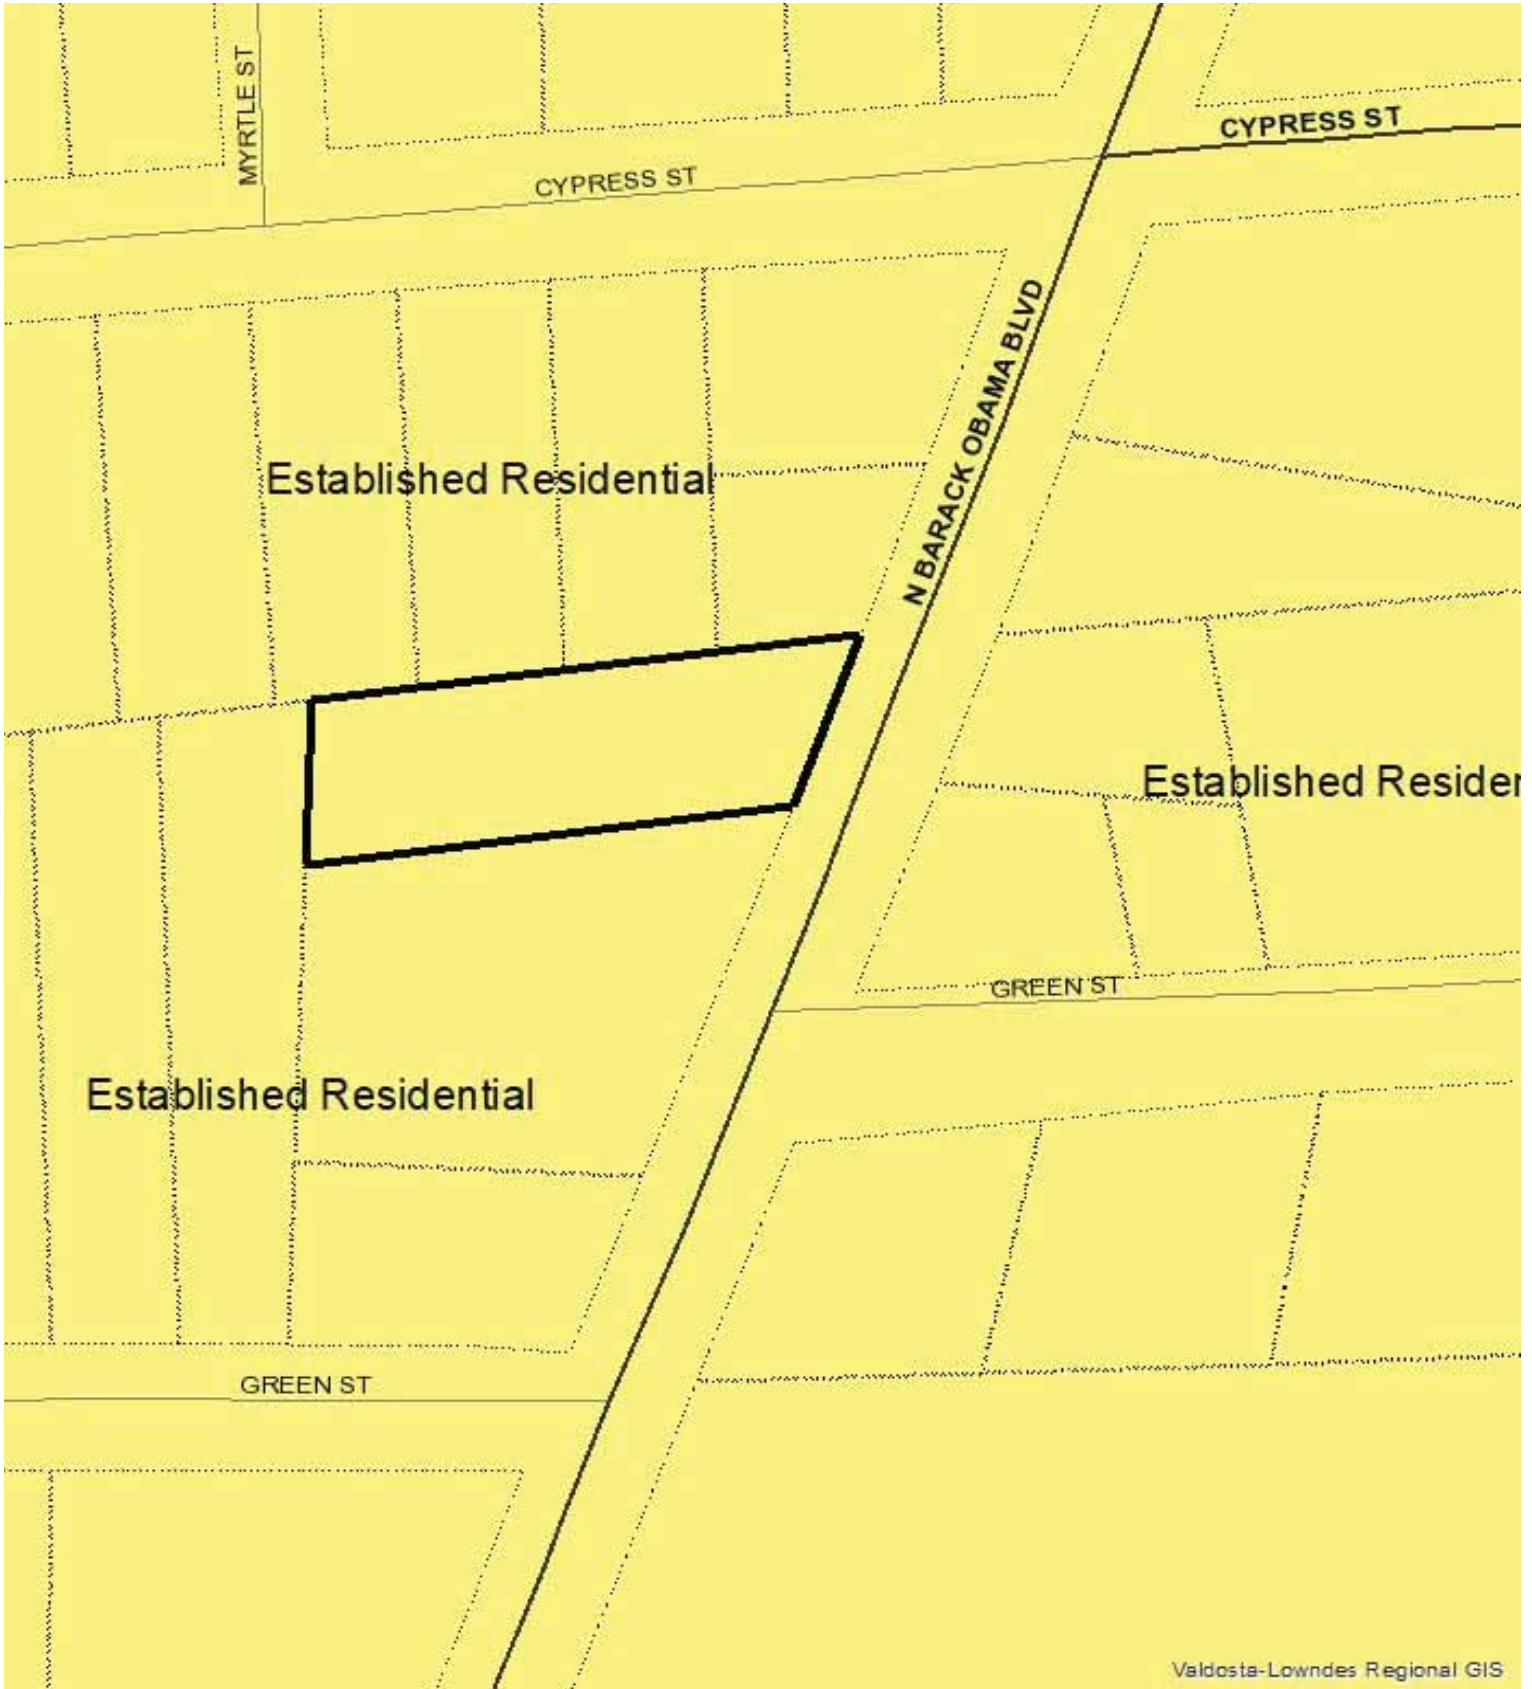 MYRTLE ST
CYPRESS ST
CYPRESS ST
N BARACK OBAMA BLVD
Established Residential
Established Residen
GREEN ST
Established Residential
GREEN ST
Valdosta-Lowndes Regional GIS